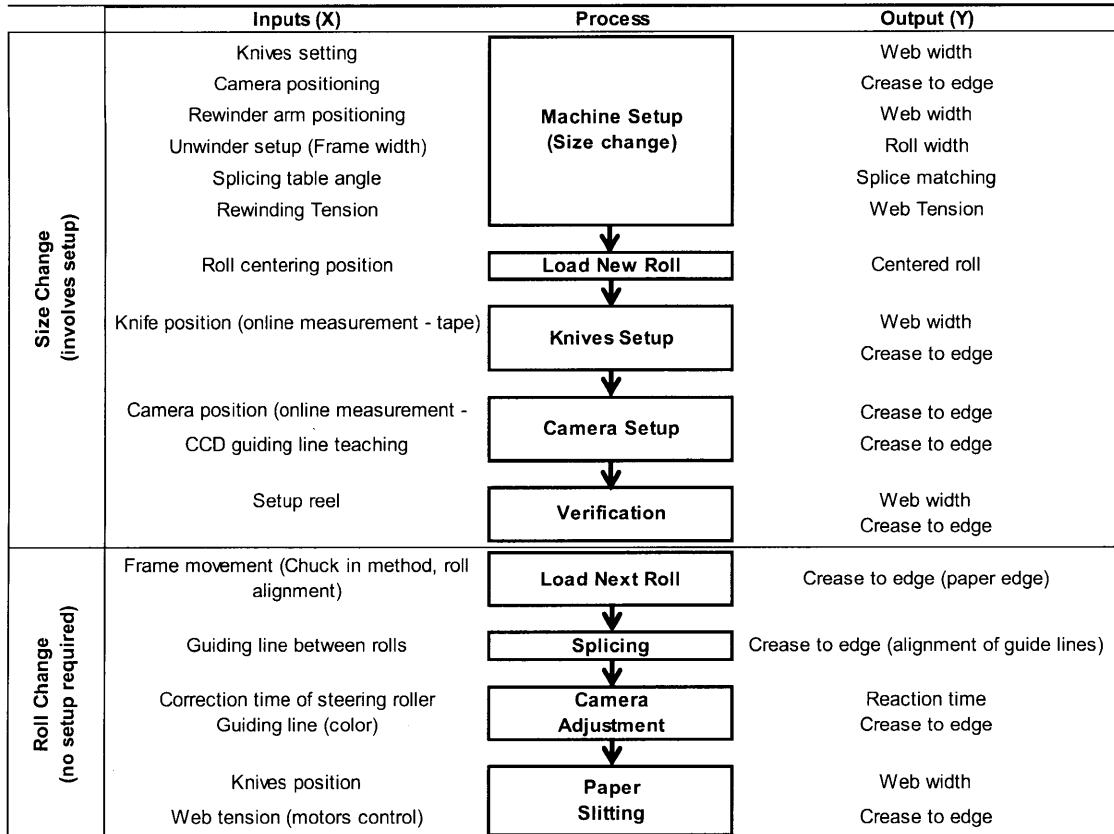 Inputs (X) Process Output (Y)
Size Change
(involves setup)
Knives setting Web width
Camera positioning Crease to edge
Rewinder arm positioning Machine Setup Web width
Unwinder setup (Frame width) (Size change) Roll width
Splicing table angle Splice matching
Rewinding Tension Web Tension
Roll centering position Load New Roll Centered roll
Knife position (online measurement - tape) Knives Setup Web width
Crease to edge
Camera position (online measurement - Camera Setup Crease to edge
CCD guiding line teaching Crease to edge
Setup reel Verification Web width
Crease to edge
Roll Change
(no setup required)
Frame movement (Chuck in method, roll Load Next Roll Crease to edge (paper edge)
alignment)
Guiding line between rolls Splicing Crease to edge (alignment of guide lines)
Correction time of steering roller Camera Reaction time
Guiding line (color) Adjustment Crease to edge
Knives position Paper Web width
Web tension (motors control) Slitting Crease to edge